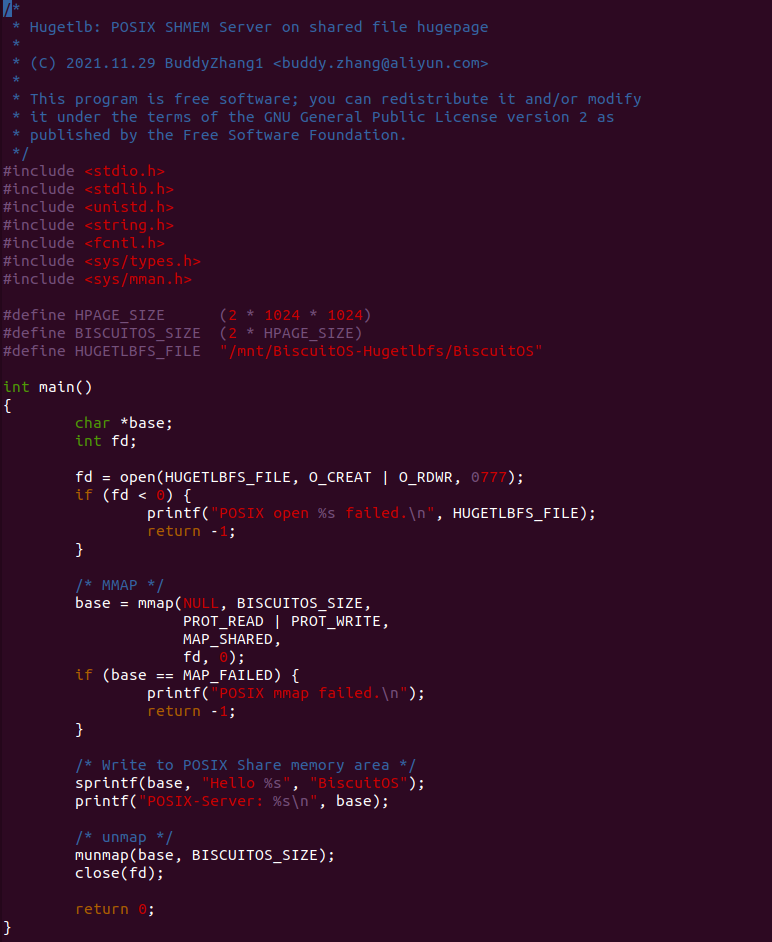 /*
 * Hugetlb: POSIX SHMEM Server on shared file hugepage
 *
 * (C) 2021.11.29 BuddyZhang1 <buddy.zhang@aliyun.com>
 *
 * This program is free software; you can redistribute it and/or modify
 * it under the terms of the GNU General Public License version 2 as
 * published by the Free Software Foundation.
 */
#include <stdio.h>
#include <stdlib.h>
#include <unistd.h>
#include <string.h>
#include <fcntl.h>
#include <sys/types.h>
#include <sys/mman.h>

#define HPAGE_SIZE      (2 * 1024 * 1024)
#define BISCUITOS_SIZE  (2 * HPAGE_SIZE)
#define HUGETLBFS_FILE  "/mnt/BiscuitOS-Hugetlbfs/BiscuitOS"

int main()
{
        char *base;
        int fd;

        fd = open(HUGETLBFS_FILE, O_CREAT | O_RDWR, 0777);
        if (fd < 0) {
                printf("POSIX open %s failed.\n", HUGETLBFS_FILE);
                return -1;
        }

        /* MMAP */
        base = mmap(NULL, BISCUITOS_SIZE,
                    PROT_READ | PROT_WRITE,
                    MAP_SHARED,
                    fd, 0);
        if (base == MAP_FAILED) {
                printf("POSIX mmap failed.\n");
                return -1;
        }

        /* Write to POSIX Share memory area */
        sprintf(base, "Hello %s", "BiscuitOS");
        printf("POSIX-Server: %s\n", base);

        /* unmap */
        munmap(base, BISCUITOS_SIZE);
        close(fd);

        return 0;
}